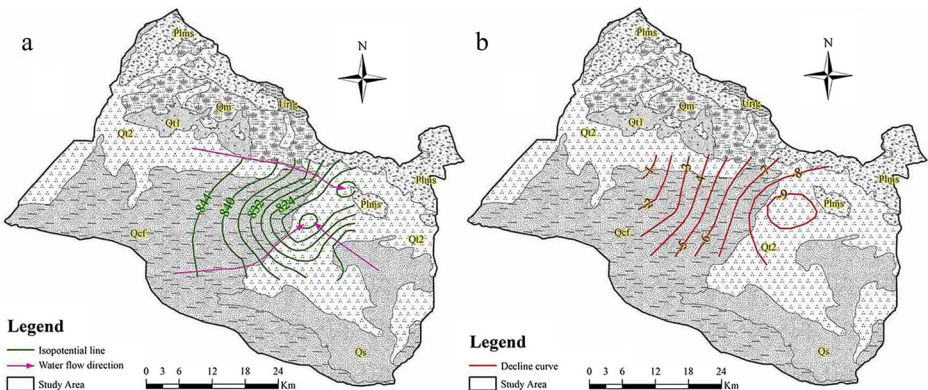 a
N
Plms
Qm
Urig
Qt1
Qt2
Plms
844
840
832
824
Plms
Qcf
Qt2
Qs
Legend
Isopotential line
Water flow direction
Study Area
0 3 6 12 18 24
Km
b
N
Plms
Qm
Urig
Qt1
Qt2
Plms
-2
-5
-6
-9
Plms
Qcf
Qt2
Qs
Legend
Decline curve
Study Area
0 3 6 12 18 24
Km